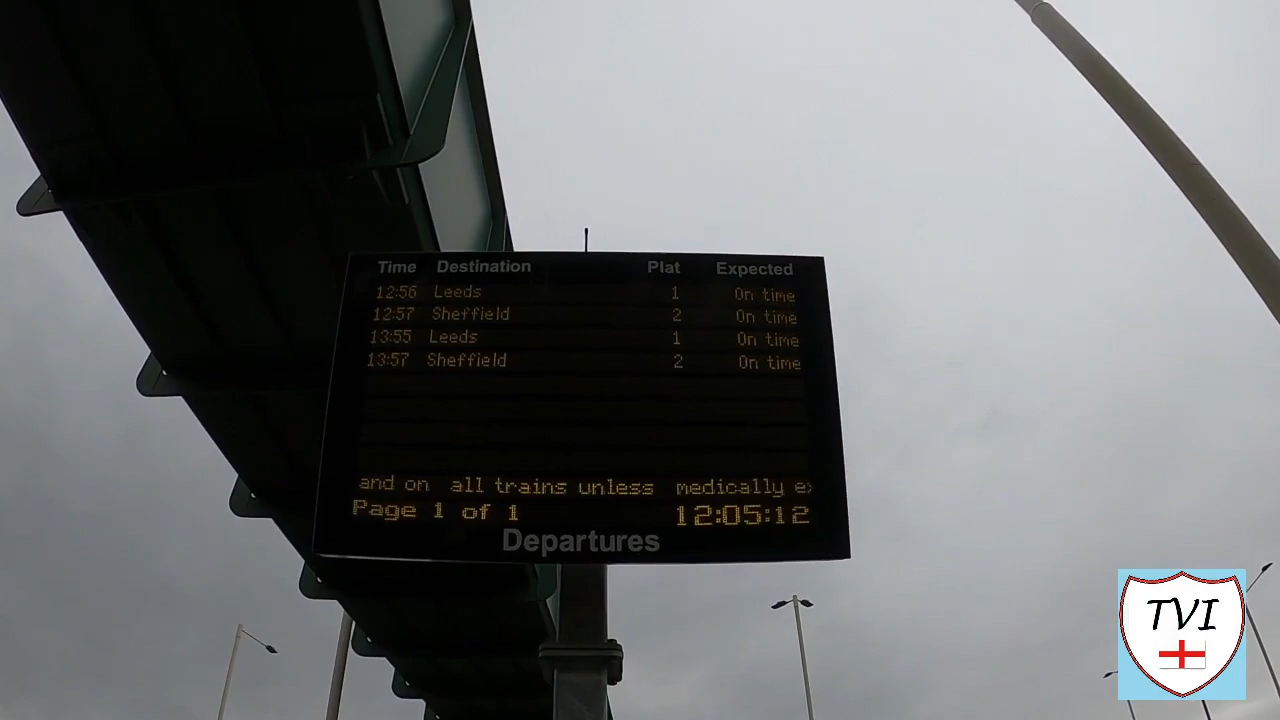 Time Destination Plat Expected
12:56 Leeds 1 On time
12:57 Sheffield 2 On time
13:55 Leeds 1 On time
13:57 Sheffield 2 On time
and on all trains unless medically
Page 1 of 1 12:05:12
Departures
TVI